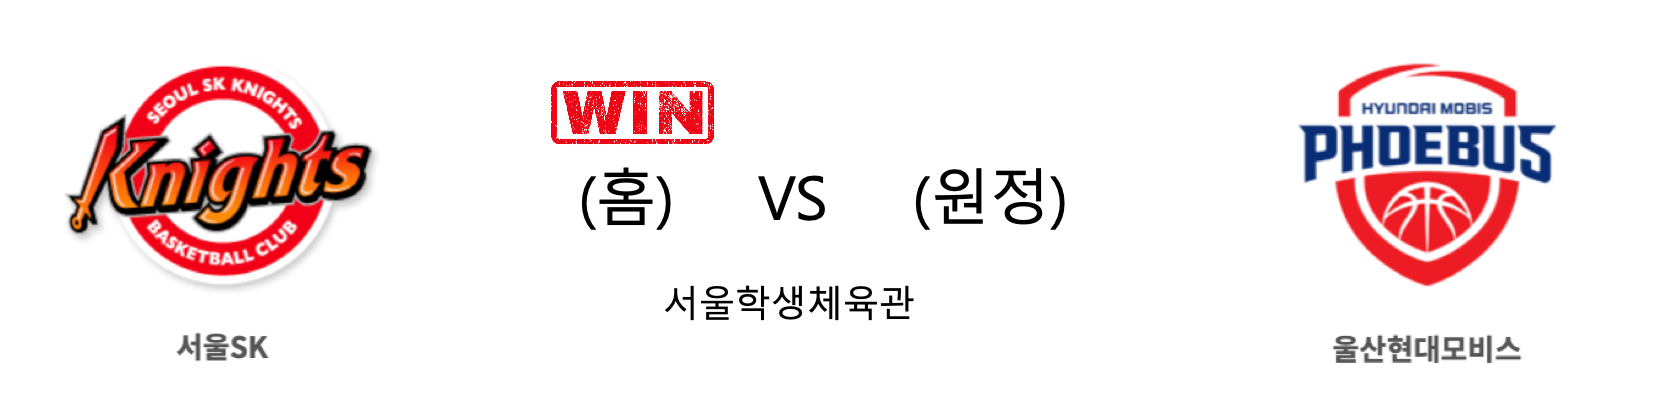 SEOUL SK KNIGHTS
Knights
BASKETBALL CLUB
서울SK
WIN
(홈) VS (원정)
서울학생체육관
HYUNDAI MOBIS
PHOEBUS
울산현대모비스